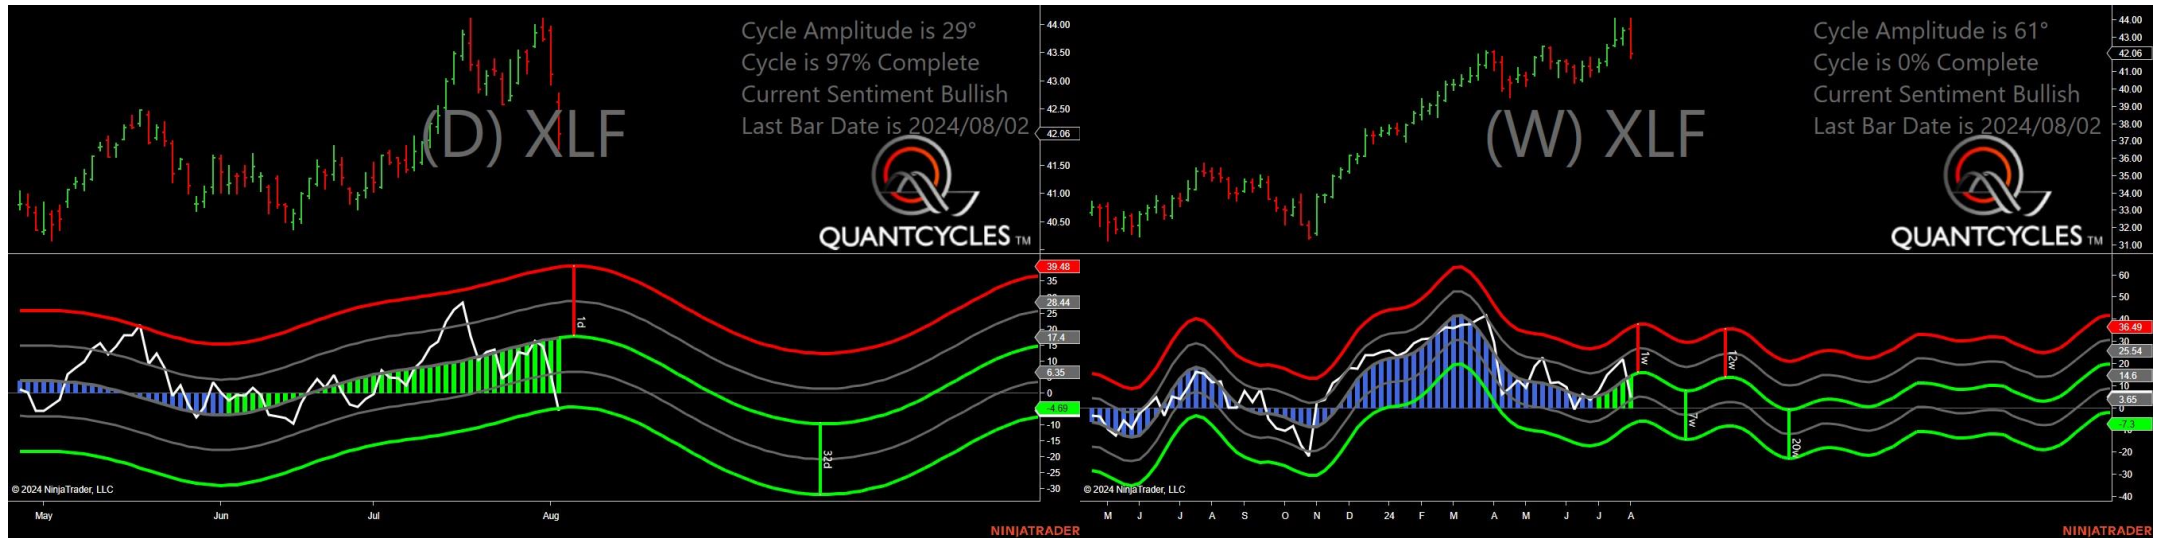 Cycle Amplitude is 29°
Cycle is 97% Complete
Current Sentiment Bullish
Last Bar Date is 2024/08/02
(D) XLF
QUANTCYCLES TM
44.00
43.50
43.00
42.50
42.06
41.50
41.00
40.50
39.48
35
28.44
25
20
17.4
10
6.35
0
-4.69
-10
-15
-20
-25
-30
1d
32d
© 2024 NinjaTrader, LLC
May Jun Jul Aug
NINJATRADER
Cycle Amplitude is 61°
Cycle is 0% Complete
Current Sentiment Bullish
Last Bar Date is 2024/08/02
(W) XLF
QUANTCYCLES TM
44.00
43.00
42.06
41.00
40.00
39.00
38.00
37.00
36.00
35.00
34.00
33.00
32.00
31.00
60
50
36.49
25.54
20
14.6
10
3.65
0
-7.3
-20
-30
-40
1w
7w
12w
20w
© 2024 NinjaTrader, LLC
M J J A S O N D 24 F M A M J J A
NINJATRADER